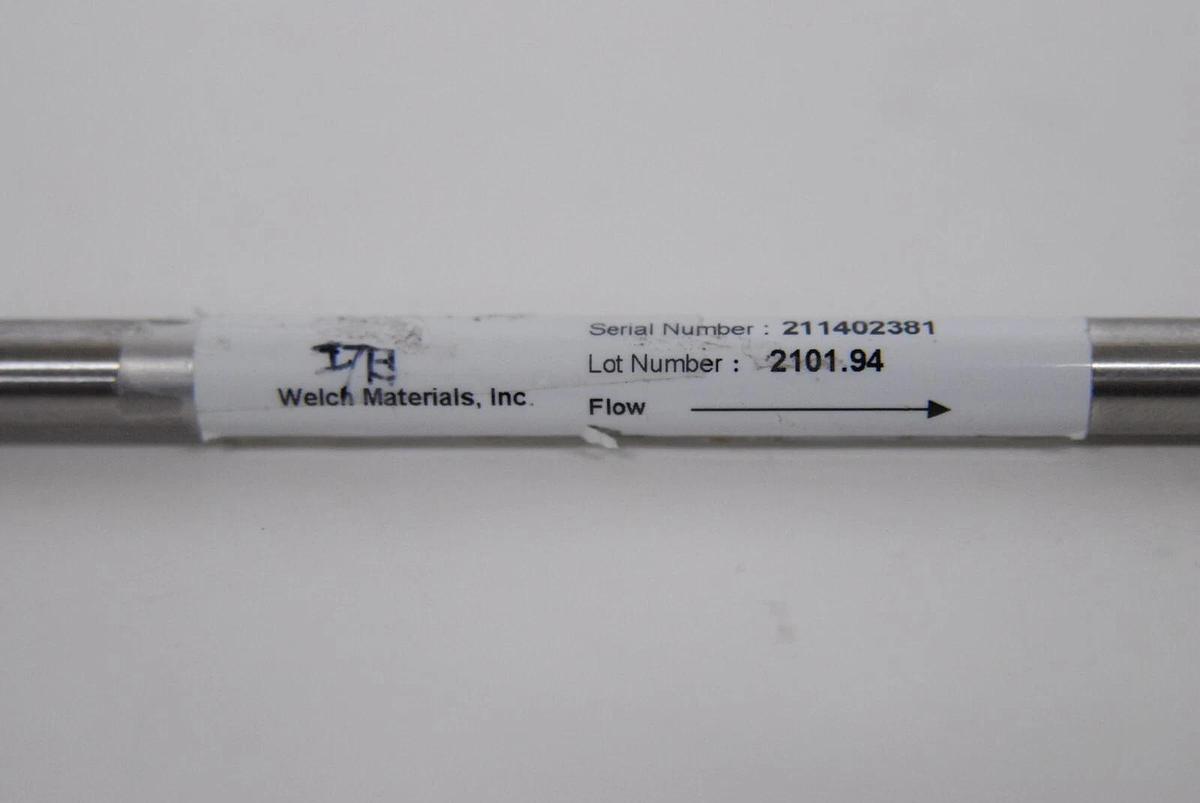 Serial Number : 211402381
Lot Number : 2101.94
Welch Materials, Inc.
Flow